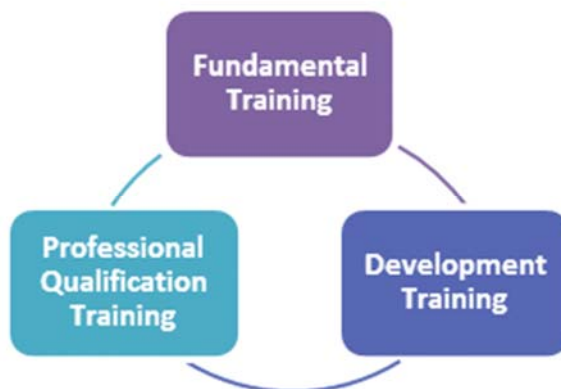 Fundamental
Training
Professional
Qualification
Training
Development
Training